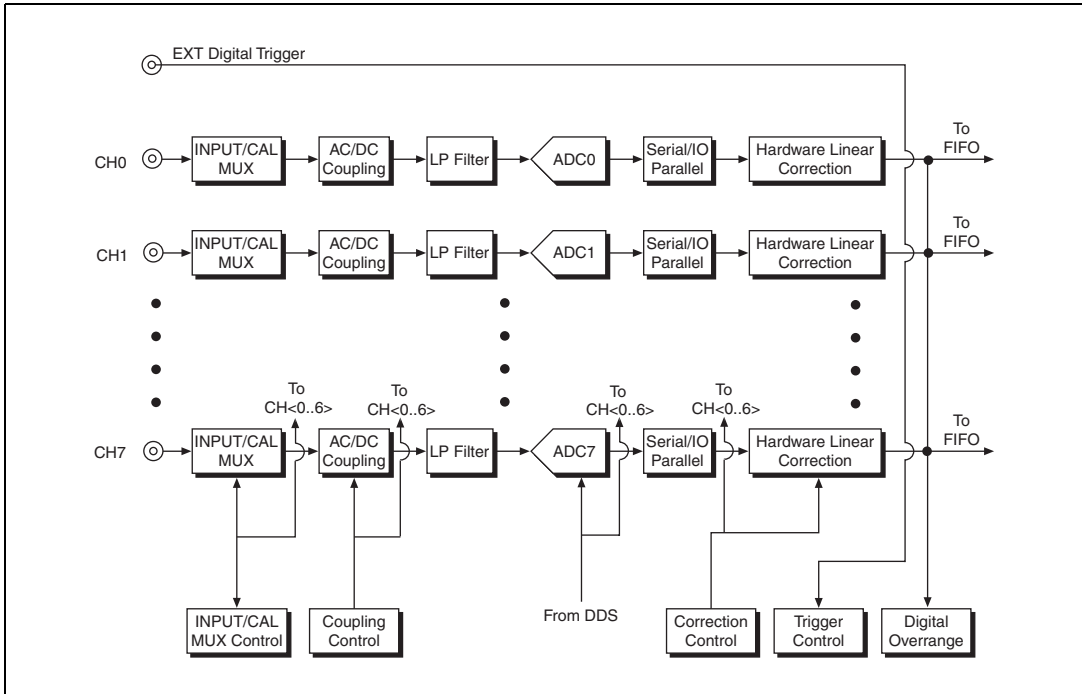 EXT Digital Trigger
CH0
INPUT/CAL
MUX
AC/DC
Coupling
LP Filter
ADC0
Serial/IO
Parallel
Hardware Linear
Correction
To
FIFO
CH1
INPUT/CAL
MUX
AC/DC
Coupling
LP Filter
ADC1
Serial/IO
Parallel
Hardware Linear
Correction
To
FIFO
To
CH<0..6>
To
CH<0..6>
To
CH<0..6>
To
CH<0..6>
CH7
INPUT/CAL
MUX
AC/DC
Coupling
LP Filter
ADC7
Serial/IO
Parallel
Hardware Linear
Correction
To
FIFO
INPUT/CAL
MUX Control
Coupling
Control
From DDS
Correction
Control
Trigger
Control
Digital
Overrange